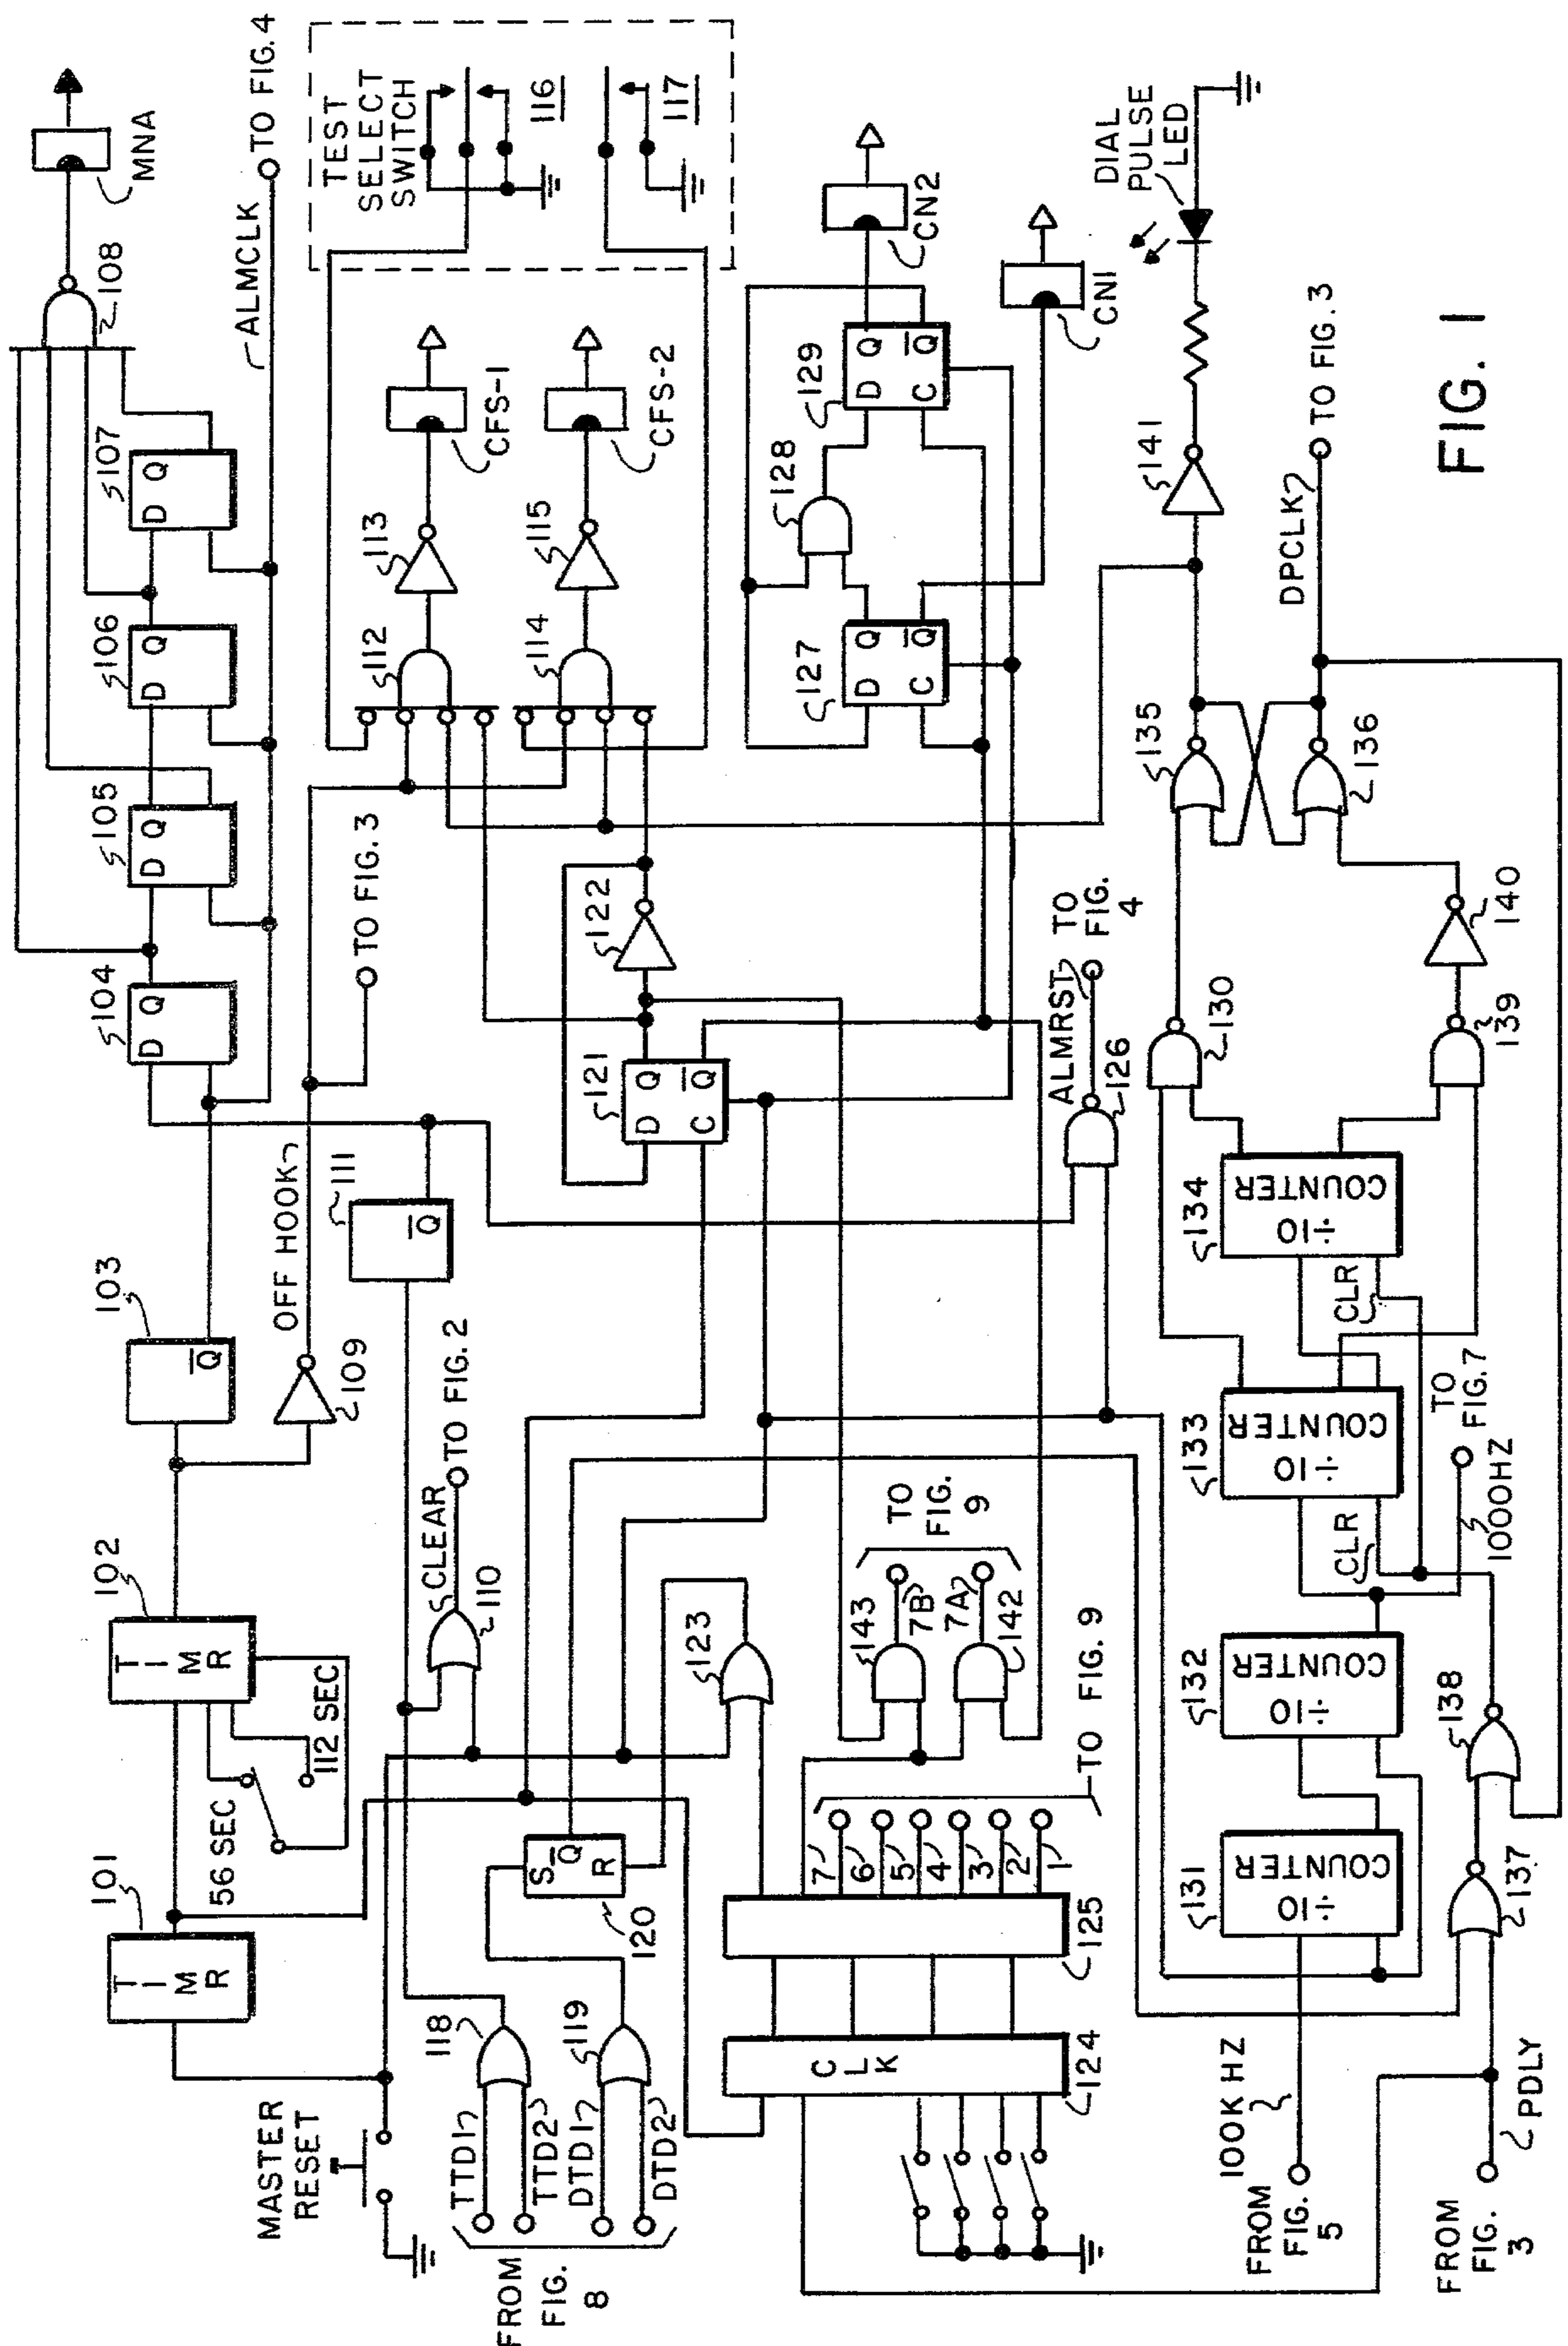 101
T I M R
56 SEC
112 SEC
102
T I M R
103
Q
104
D Q
105
D Q
106
D Q
107
D Q
108
MNA
ALMCLK
TO FIG. 4
109
OFF HOOK
TO FIG. 3
MASTER
RESET
CLEAR
TO FIG. 2
110
111
Q
112
113
CFS-1
114
115
CFS-2
TEST
SELECT
SWITCH
116
117
FROM
FIG.
8
TTD1
TTD2
DTD1
DTD2
118
119
120
S Q
R
121
D Q
C Q
122
123
124
CLK
125
7
6
5
4
3
2
1
TO FIG. 9
143
7B
7A
142
TO
FIG.
9
ALMRST
TO
FIG.
4
126
127
D Q
C Q
128
129
D Q
C Q
CN2
CN1
FROM
FIG.
5
100K HZ
131
÷10
COUNTER
132
÷10
COUNTER
133
÷10
COUNTER
134
÷10
COUNTER
CLR
CLR
1000HZ
TO
FIG. 7
130
135
136
137
138
139
140
141
DIAL
PULSE
LED
DPCLK
TO FIG. 3
FROM
FIG.
3
PDLY
FIG. 1